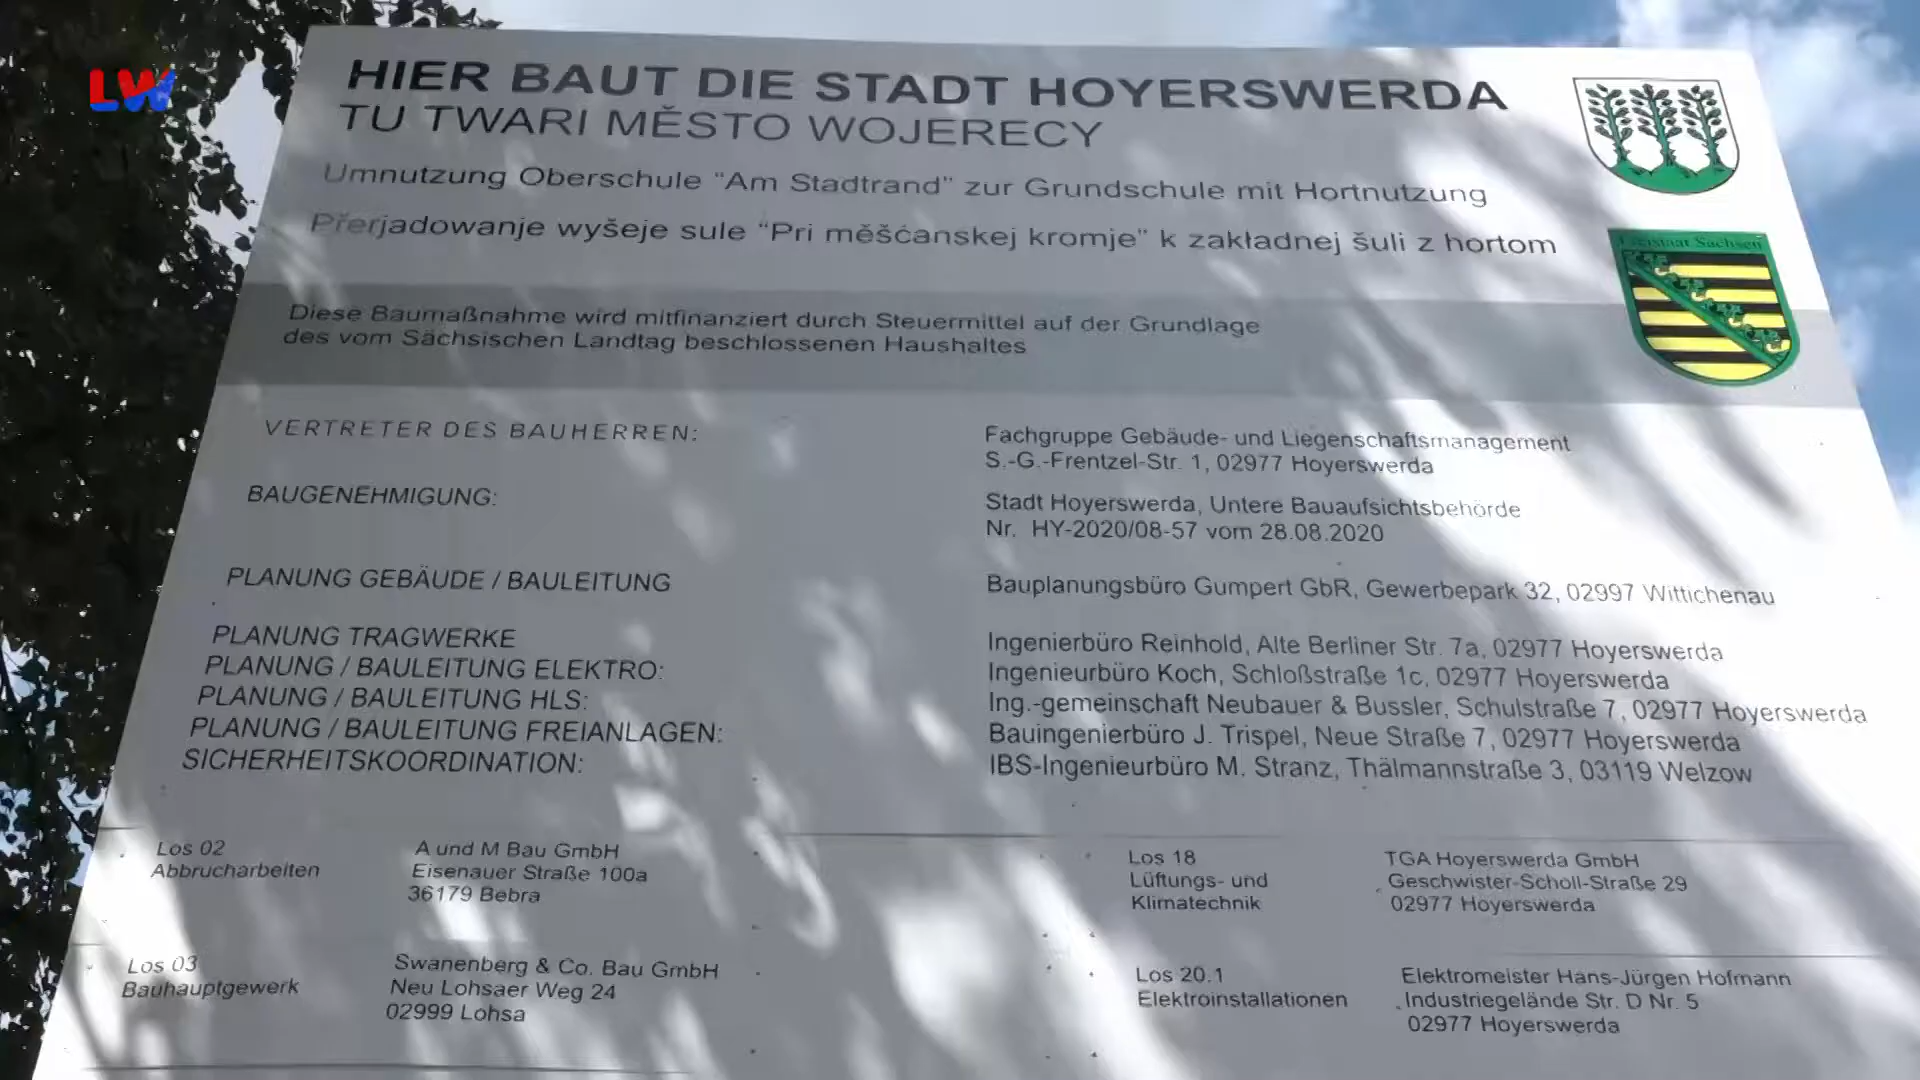 LW
HIER BAUT DIE STADT HOYERSWERDA
TU TWARI MĚSTO WOJERECY
Umnutzung Oberschule "Am Stadtrand" zur Grundschule mit Hortnutzung
Přerjadowanje wyšeje sule "Pri měšćanskej kromje" k zakładnej šuli z hortom
Freistaat Sachsen
Diese Baumaßnahme wird mitfinanziert durch Steuermittel auf der Grundlage
des vom Sächsischen Landtag beschlossenen Haushaltes
VERTRETER DES BAUHERREN:
Fachgruppe Gebäude- und Liegenschaftsmanagement
S.-G.-Frentzel-Str. 1, 02977 Hoyerswerda
BAUGENEHMIGUNG:
Stadt Hoyerswerda, Untere Bauaufsichtsbehörde
Nr. HY-2020/08-57 vom 28.08.2020
PLANUNG GEBÄUDE / BAULEITUNG
Bauplanungsbüro Gumpert GbR, Gewerbepark 32, 02997 Wittichenau
PLANUNG TRAGWERKE
Ingenierbüro Reinhold, Alte Berliner Str. 7a, 02977 Hoyerswerda
PLANUNG / BAULEITUNG ELEKTRO:
Ingenieurbüro Koch, Schloßstraße 1c, 02977 Hoyerswerda
PLANUNG / BAULEITUNG HLS:
Ing.-gemeinschaft Neubauer & Bussler, Schulstraße 7, 02977 Hoyerswerda
PLANUNG / BAULEITUNG FREIANLAGEN:
Bauingenierbüro J. Trispel, Neue Straße 7, 02977 Hoyerswerda
SICHERHEITSKOORDINATION:
IBS-Ingenieurbüro M. Stranz, Thälmannstraße 3, 03119 Welzow
Los 02
Abbrucharbeiten
A und M Bau GmbH
Eisenauer Straße 100a
36179 Bebra
Los 18
Lüftungs- und
Klimatechnik
TGA Hoyerswerda GmbH
Geschwister-Scholl-Straße 29
02977 Hoyerswerda
Los 03
Bauhauptgewerk
Swanenberg & Co. Bau GmbH
Neu Lohsaer Weg 24
02999 Lohsa
Los 20.1
Elektroinstallationen
Elektromeister Hans-Jürgen Hofmann
Industriegelände Str. D Nr. 5
02977 Hoyerswerda